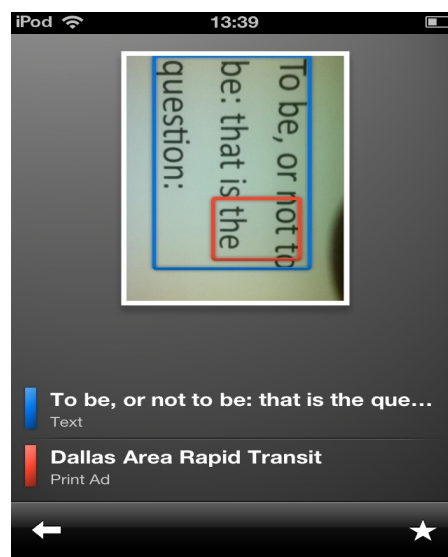 iPod 13:39
To be, or not to
be: that is the
question:
To be, or not to be: that is the que...
Text
Dallas Area Rapid Transit
Print Ad